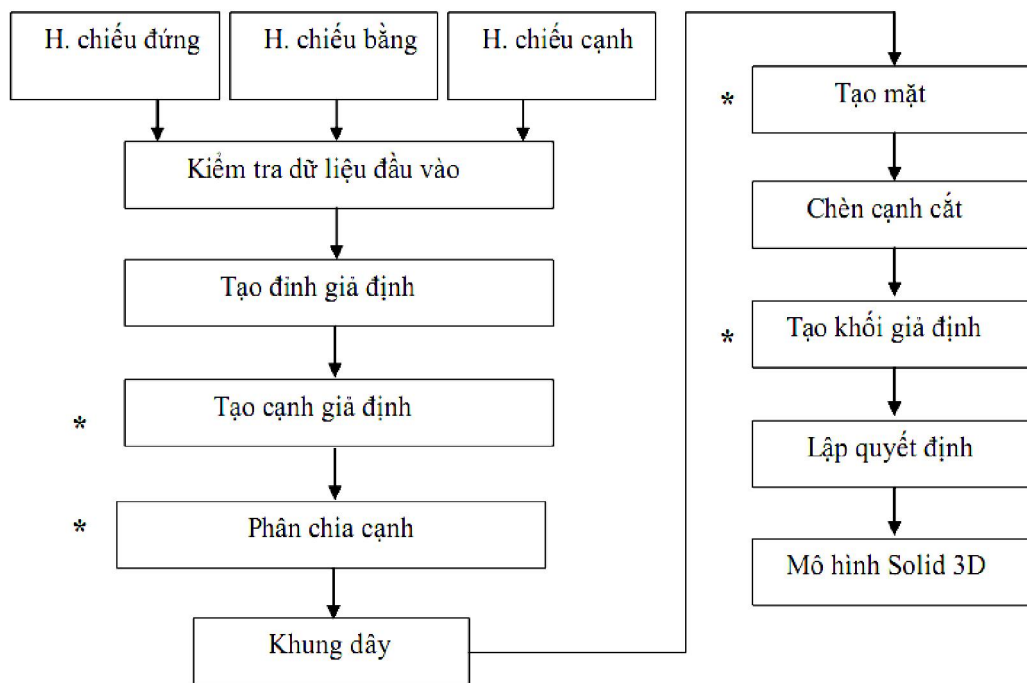 H. chiếu đứng
H. chiếu bằng
H. chiếu cạnh
Kiểm tra dữ liệu đầu vào
Tạo đỉnh giả định
Tạo cạnh giả định
*
Phân chia cạnh
*
Khung dây
Tạo mặt
*
Chèn cạnh cắt
Tạo khối giả định
*
Lập quyết định
Mô hình Solid 3D